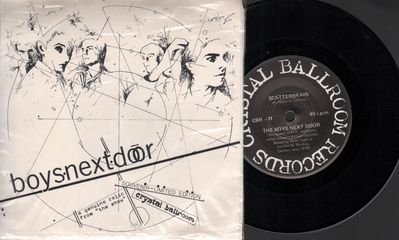 boysnextdoor
SOUVENIR-LIMITED EDITION
crystal ballroom
a genuine relic
from "the show"
CRYSTAL BALLROOM RECORDS
SCATTERBRAIN
CBR - 11
45 r.p.m.
THE BOYS NEXT DOOR